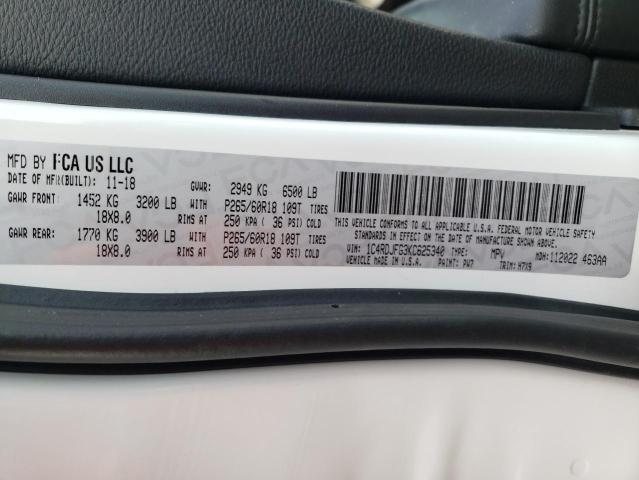 MFD BY FCA US LLC
DATE OF MFR(BUILT): 11-18 GVWR: 2949 KG 6500 LB
GAWR FRONT: 1452 KG 3200 LB P265/60R18 109T TIRES
18X8.0 RIMS AT 250 KPA ( 36 PSI) COLD
GAWR REAR: 1770 KG 3900 LB P265/60R18 109T TIRES
18X8.0 RIMS AT 250 KPA ( 36 PSI) COLD
THIS VEHICLE CONFORMS TO ALL APPLICABLE U.S.A. FEDERAL MOTOR VEHICLE SAFETY
STANDARDS IN EFFECT ON THE DATE OF MANUFACTURE SHOWN ABOVE.
VIN: 1C4RDJFG3KC625340 TYPE: MPV MDH: 112022 463AA
VEHICLE MADE IN U.S.A. PAINT: PW7 TRIM: H7X9